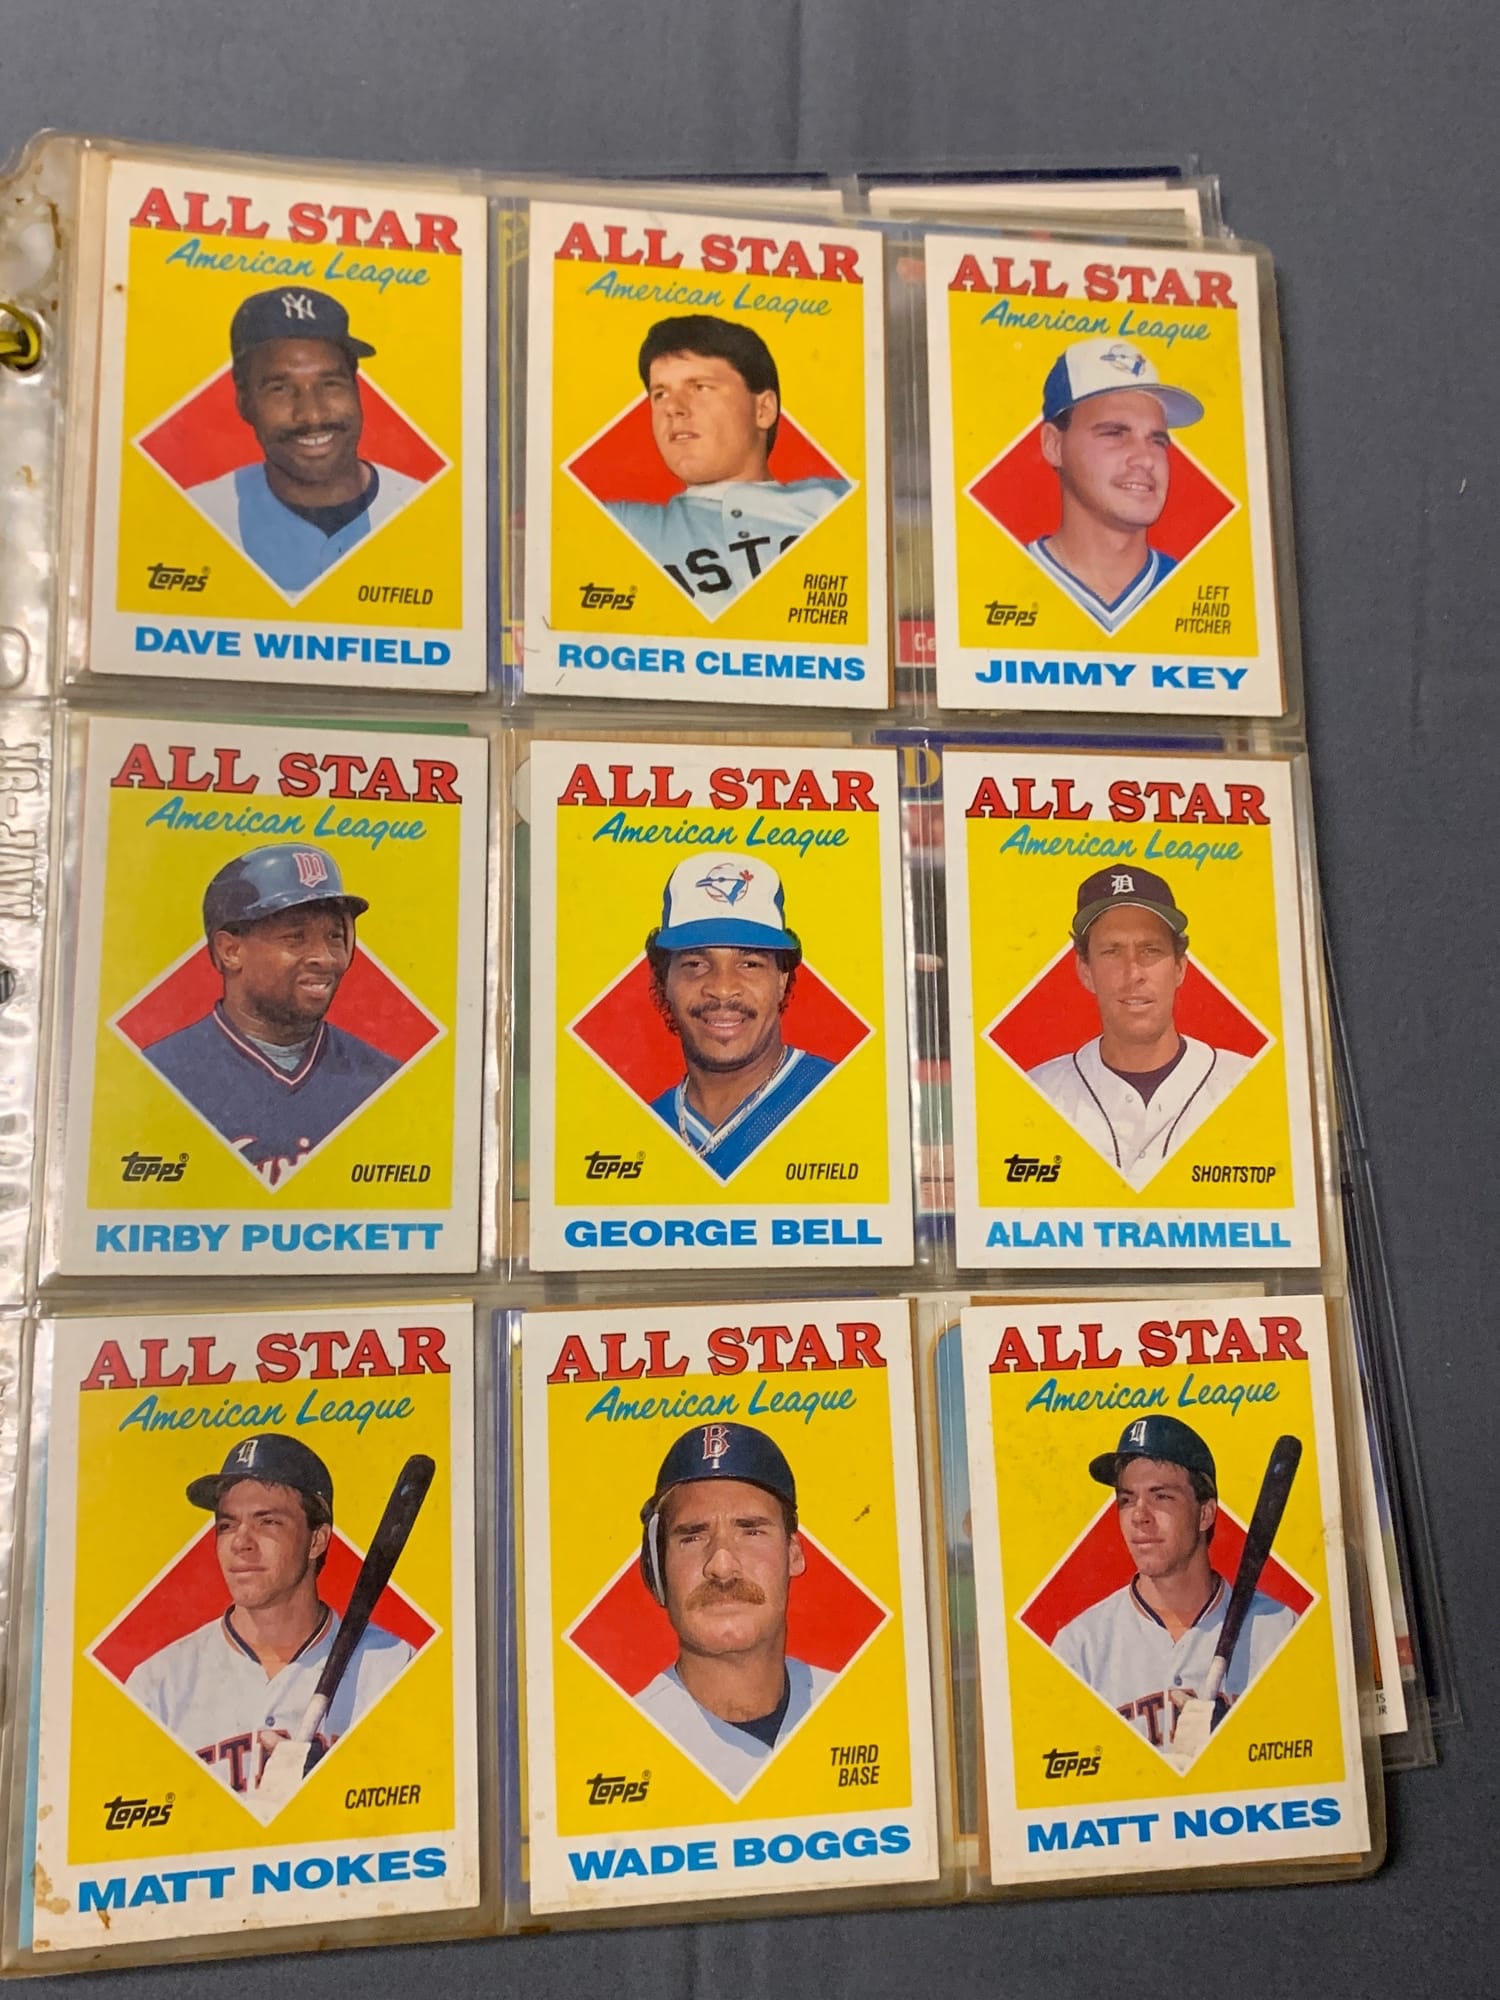 ALL STAR
American League
NY
Topps®
OUTFIELD
DAVE WINFIELD
ALL STAR
American League
Topps®
RIGHT
HAND
PITCHER
ROGER CLEMENS
ALL STAR
American League
Topps®
LEFT
HAND
PITCHER
JIMMY KEY
ALL STAR
American League
M
Topps®
OUTFIELD
KIRBY PUCKETT
ALL STAR
American League
Topps®
OUTFIELD
GEORGE BELL
D
ALL STAR
American League
D
Topps®
SHORTSTOP
ALAN TRAMMELL
ALL STAR
American League
D
Topps®
CATCHER
MATT NOKES
ALL STAR
American League
B
Topps®
THIRD
BASE
WADE BOGGS
ALL STAR
American League
D
Topps®
CATCHER
MATT NOKES